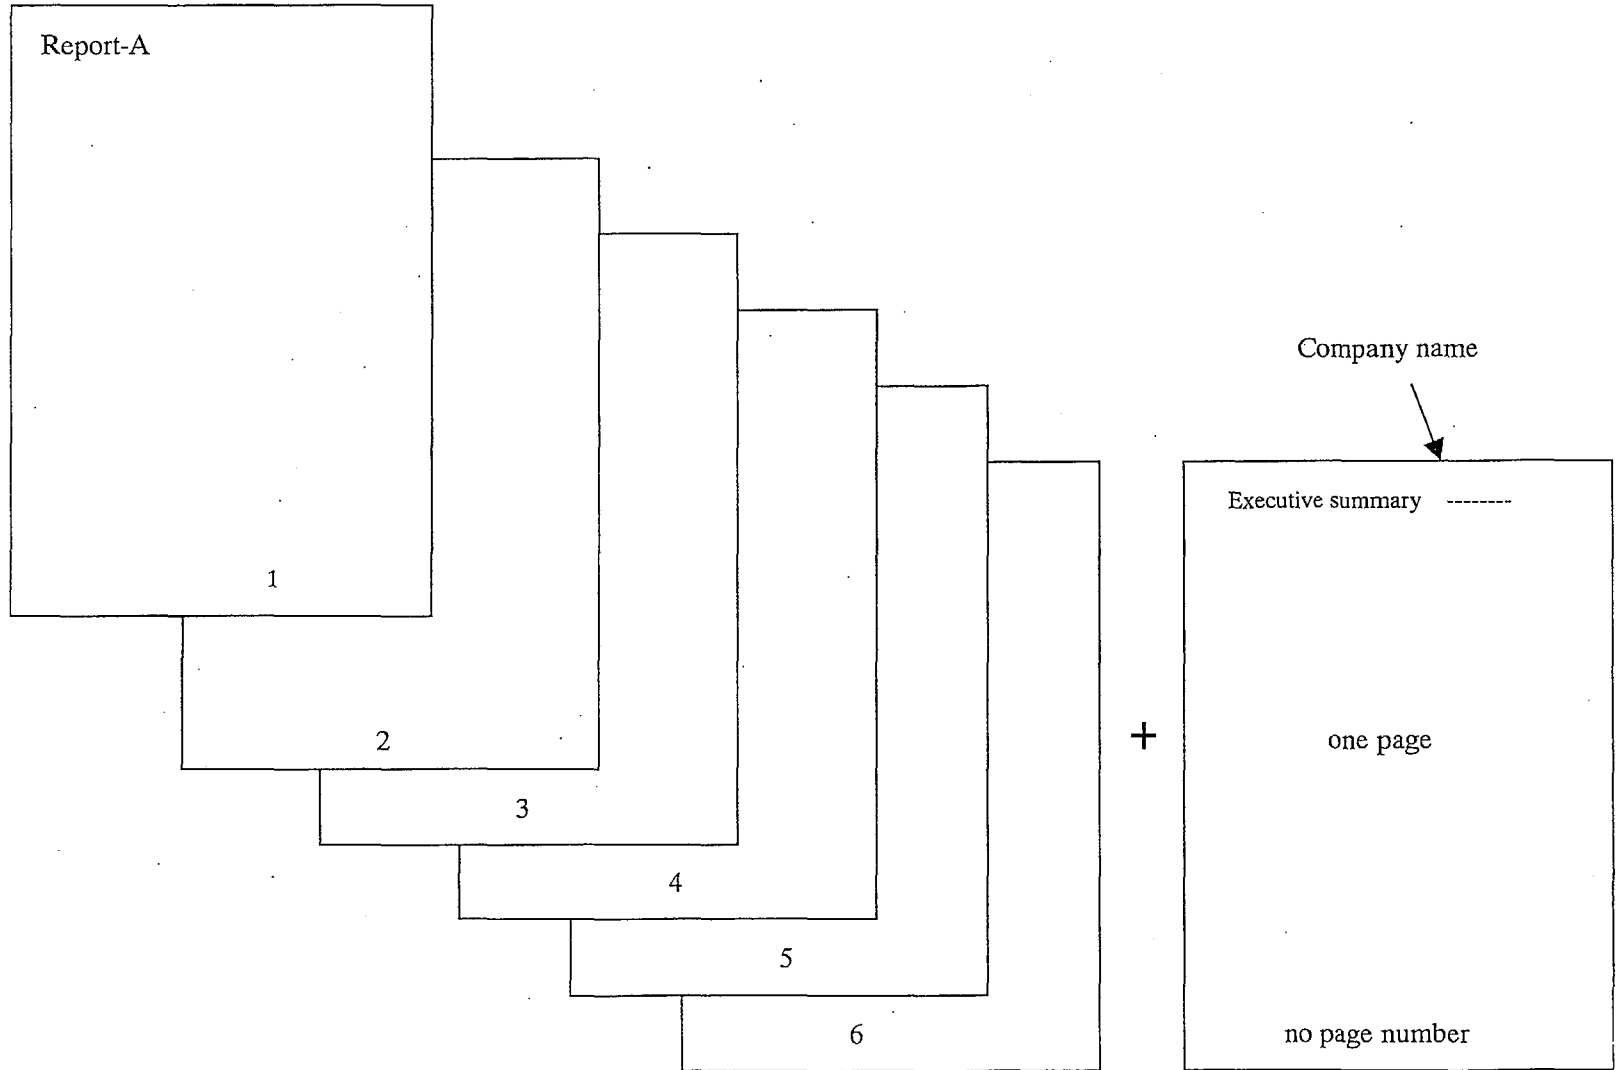 Report-A
1
2
3
4
5
6
+
Company name
Executive summary --------
one page
no page number